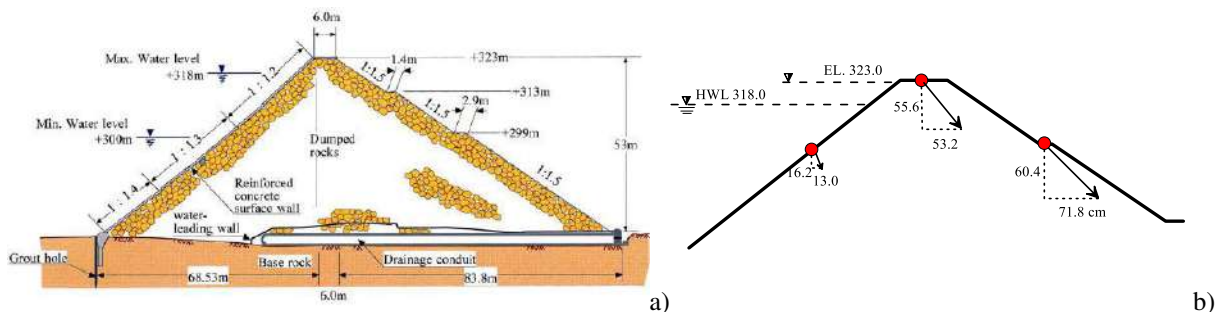 6.0m
Max. Water level
+318m
1.4m
+323m
1 : 1.2
1:1.5
+313m
2.9m
1:1.5
+299m
Min. Water level
+300m
1 : 1.3
Dumped
rocks
53m
1:1.5
1 : 1.4
Reinforced
concrete
surface wall
water-
leading wall
Grout hole
Base rock
Drainage conduit
68.53m
83.8m
6.0m
a)
EL. 323.0
HWL 318.0
55.6
53.2
16.2
13.0
60.4
71.8 cm
b)